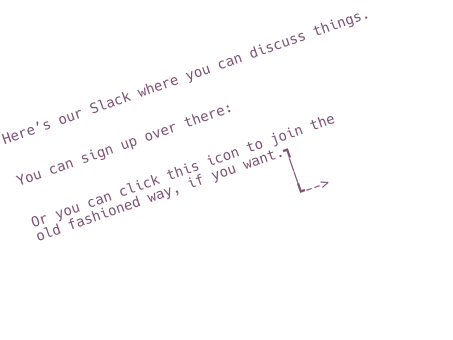 Here's our Slack where you can discuss things.
You can sign up over there:
Or you can click this icon to join the
old fashioned way, if you want.